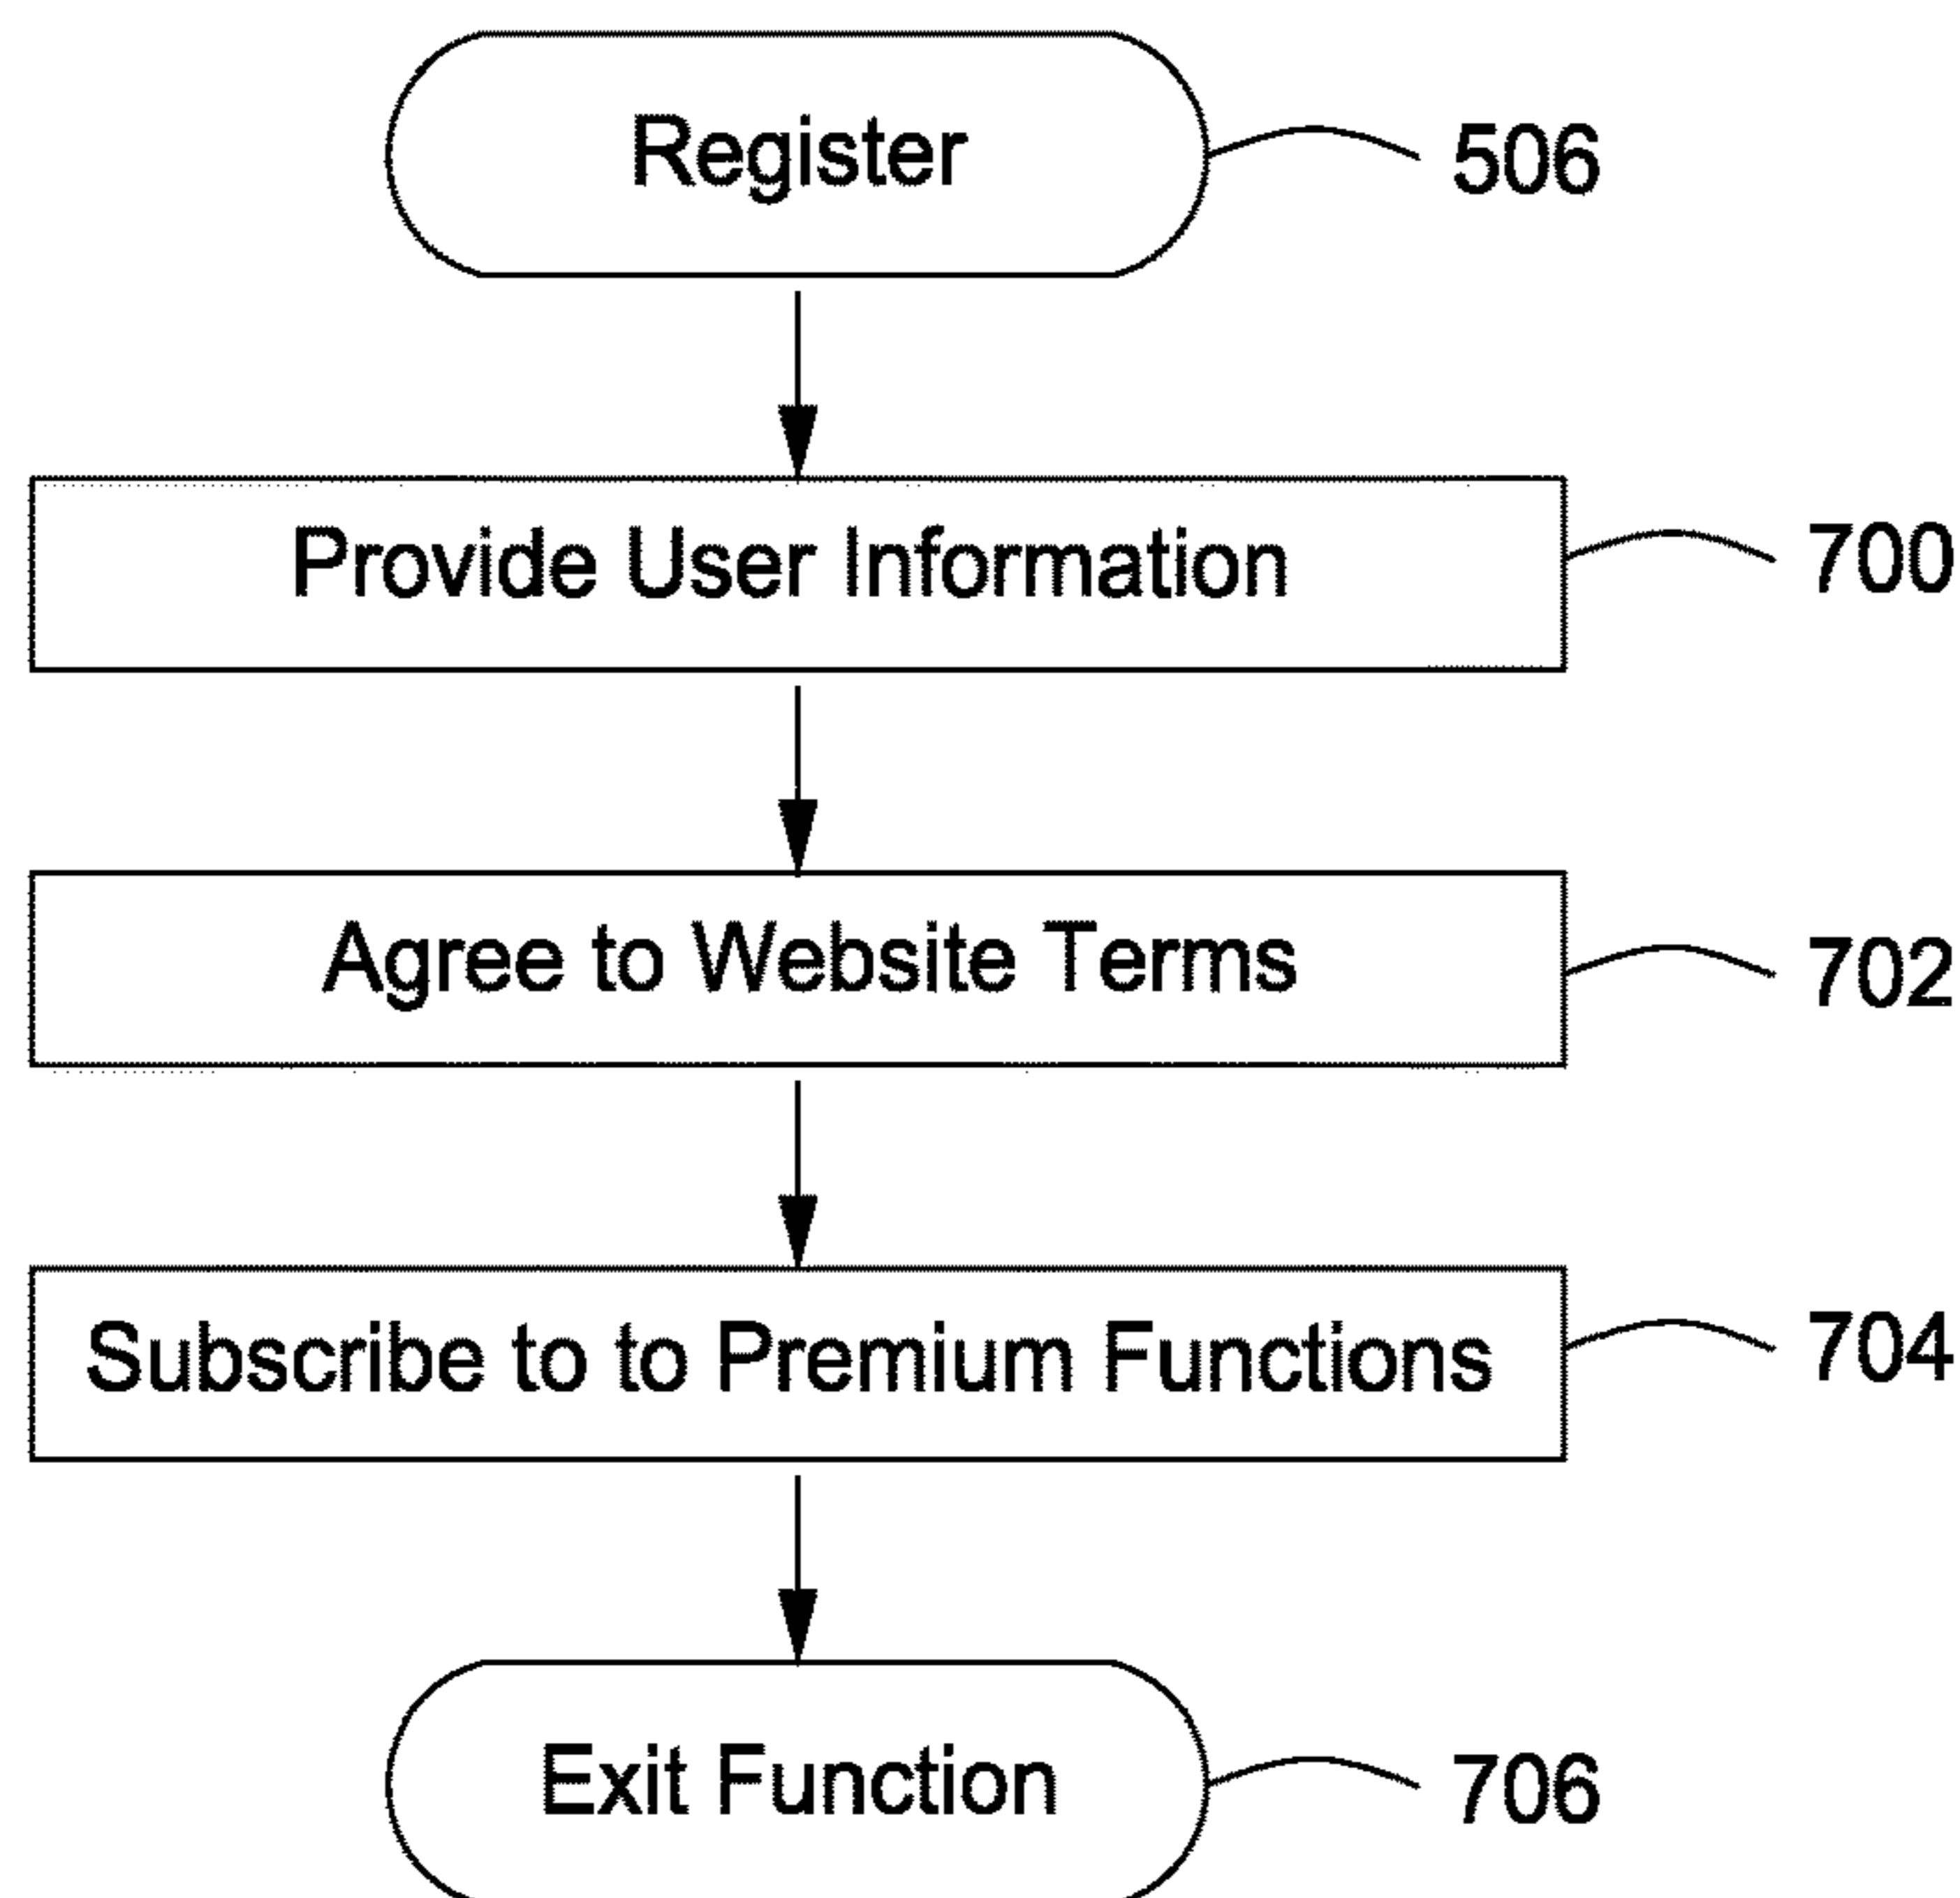 Register
506
Provide User Information
700
Agree to Website Terms
702
Subscribe to to Premium Functions
704
Exit Function
706